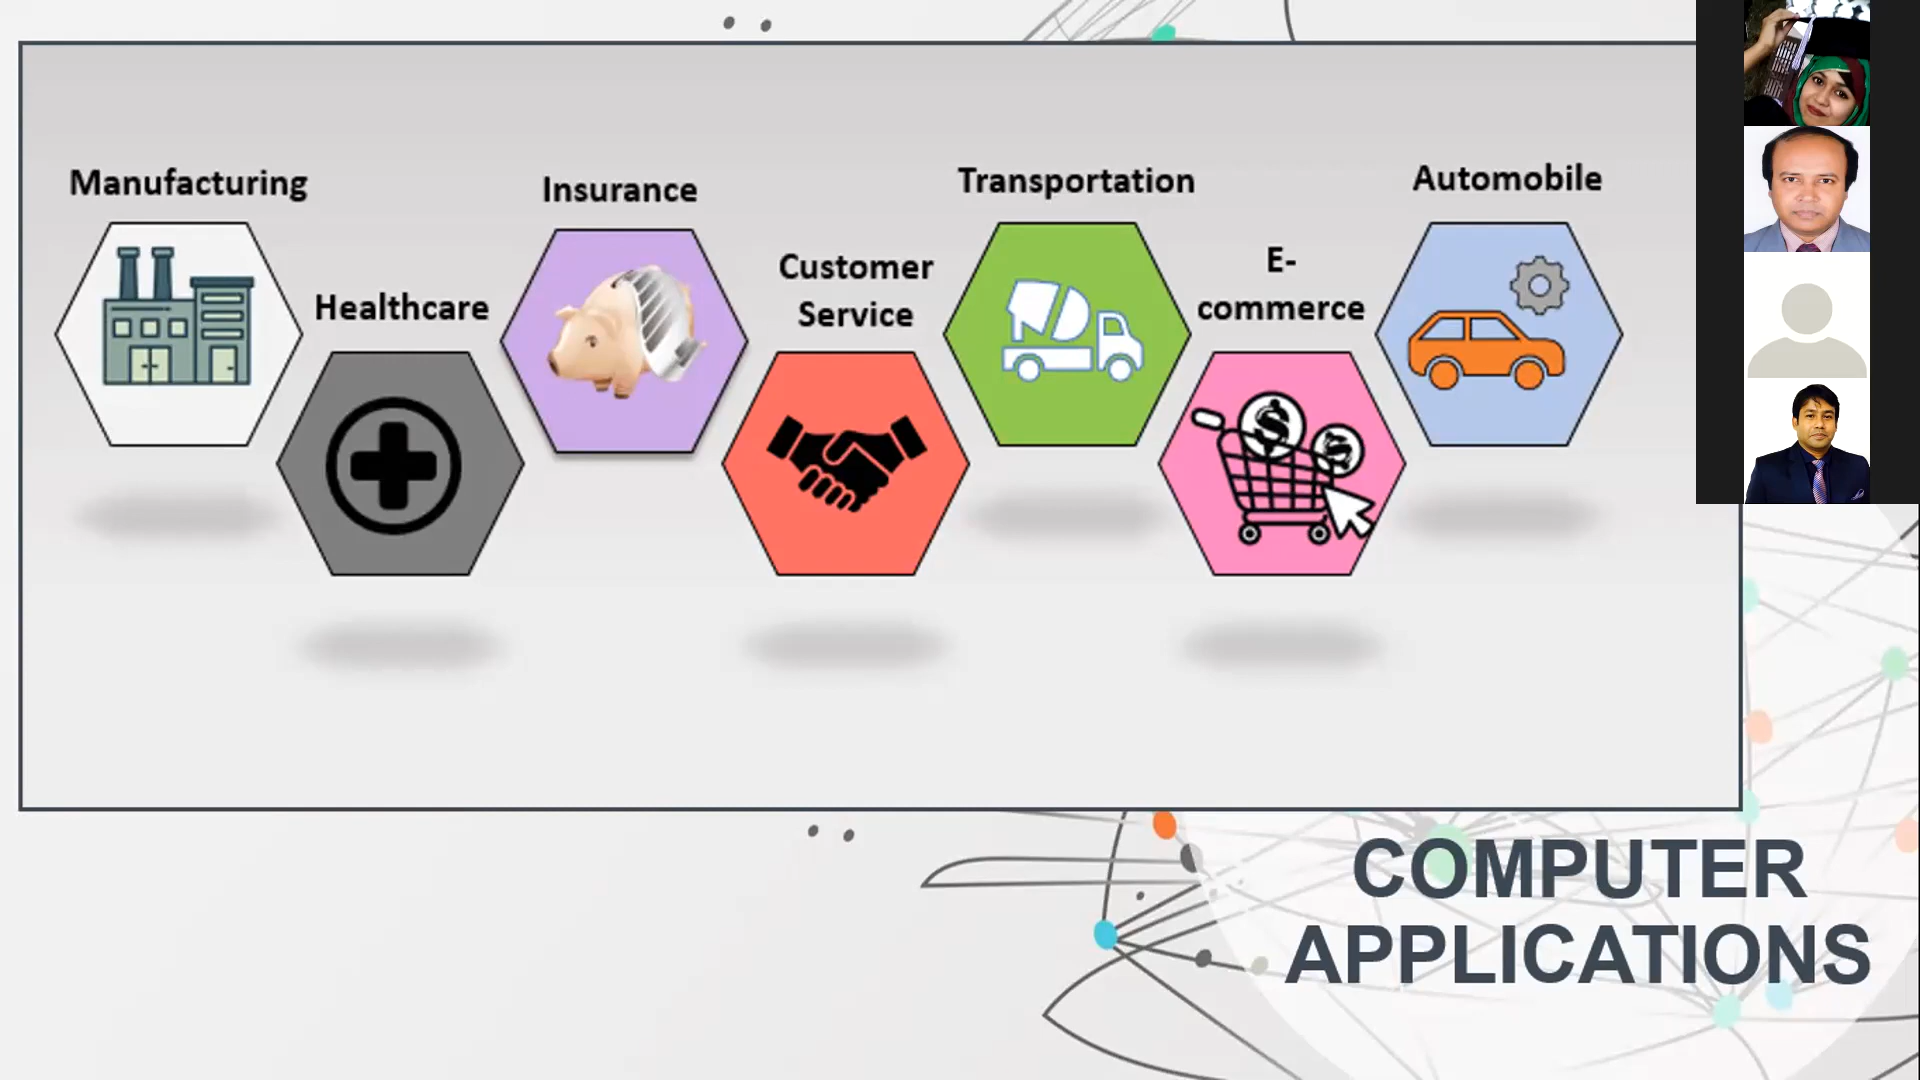 Manufacturing
Healthcare
Insurance
Customer
Service
Transportation
E-
commerce
Automobile
COMPUTER
APPLICATIONS